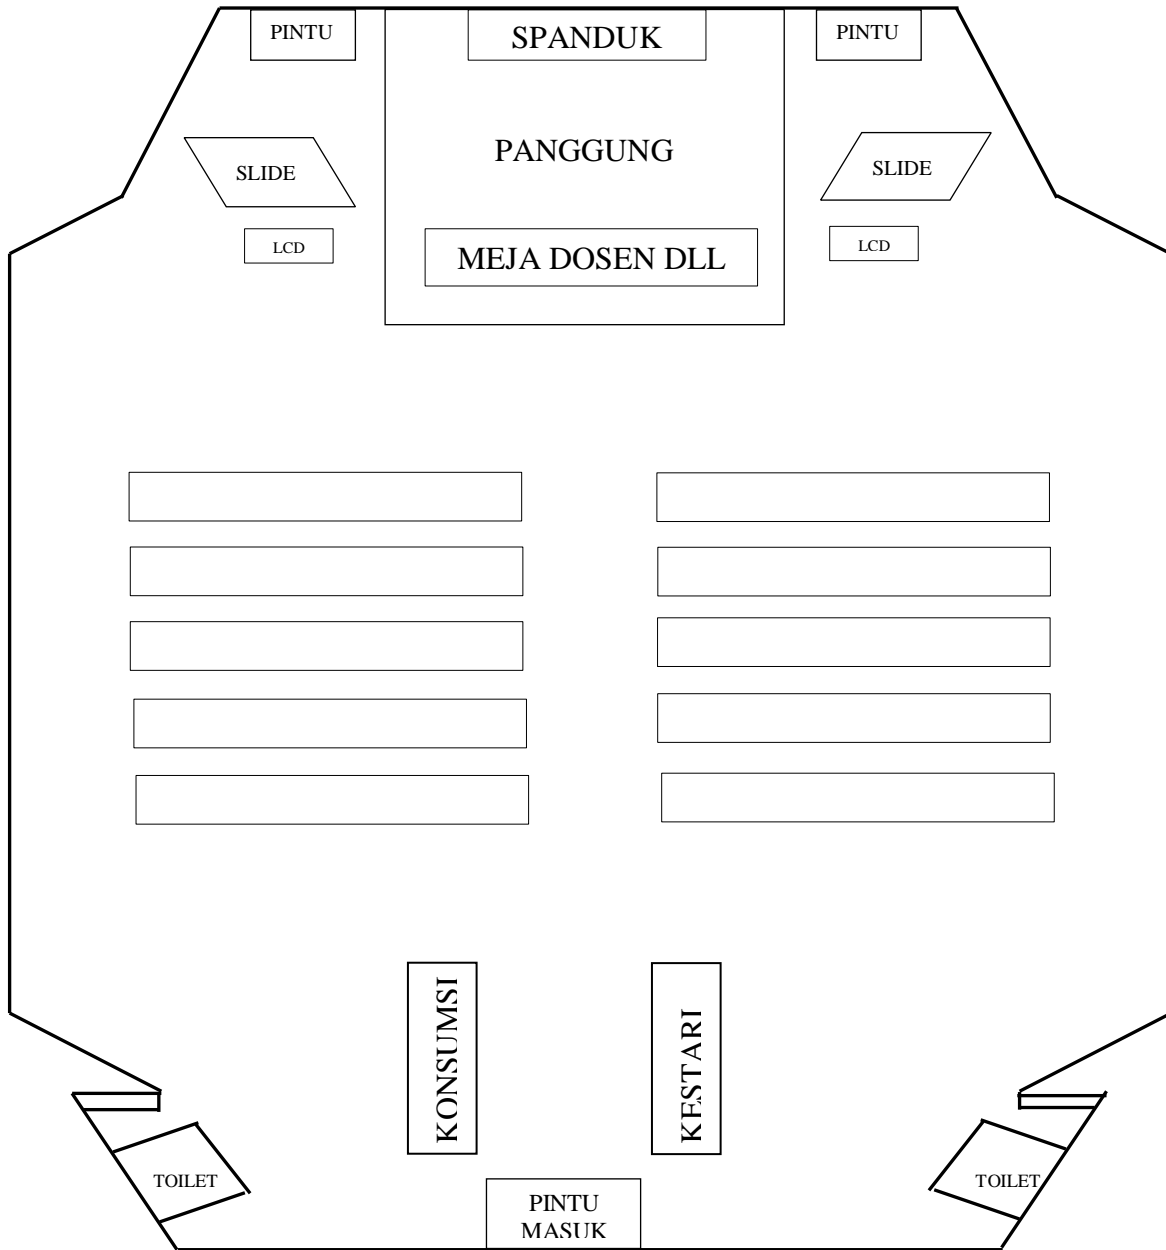 PINTU
SPANDUK
PINTU
PANGGUNG
SLIDE
SLIDE
LCD
LCD
MEJA DOSEN DLL
KONSUMSI
KESTARI
TOILET
TOILET
PINTU
MASUK